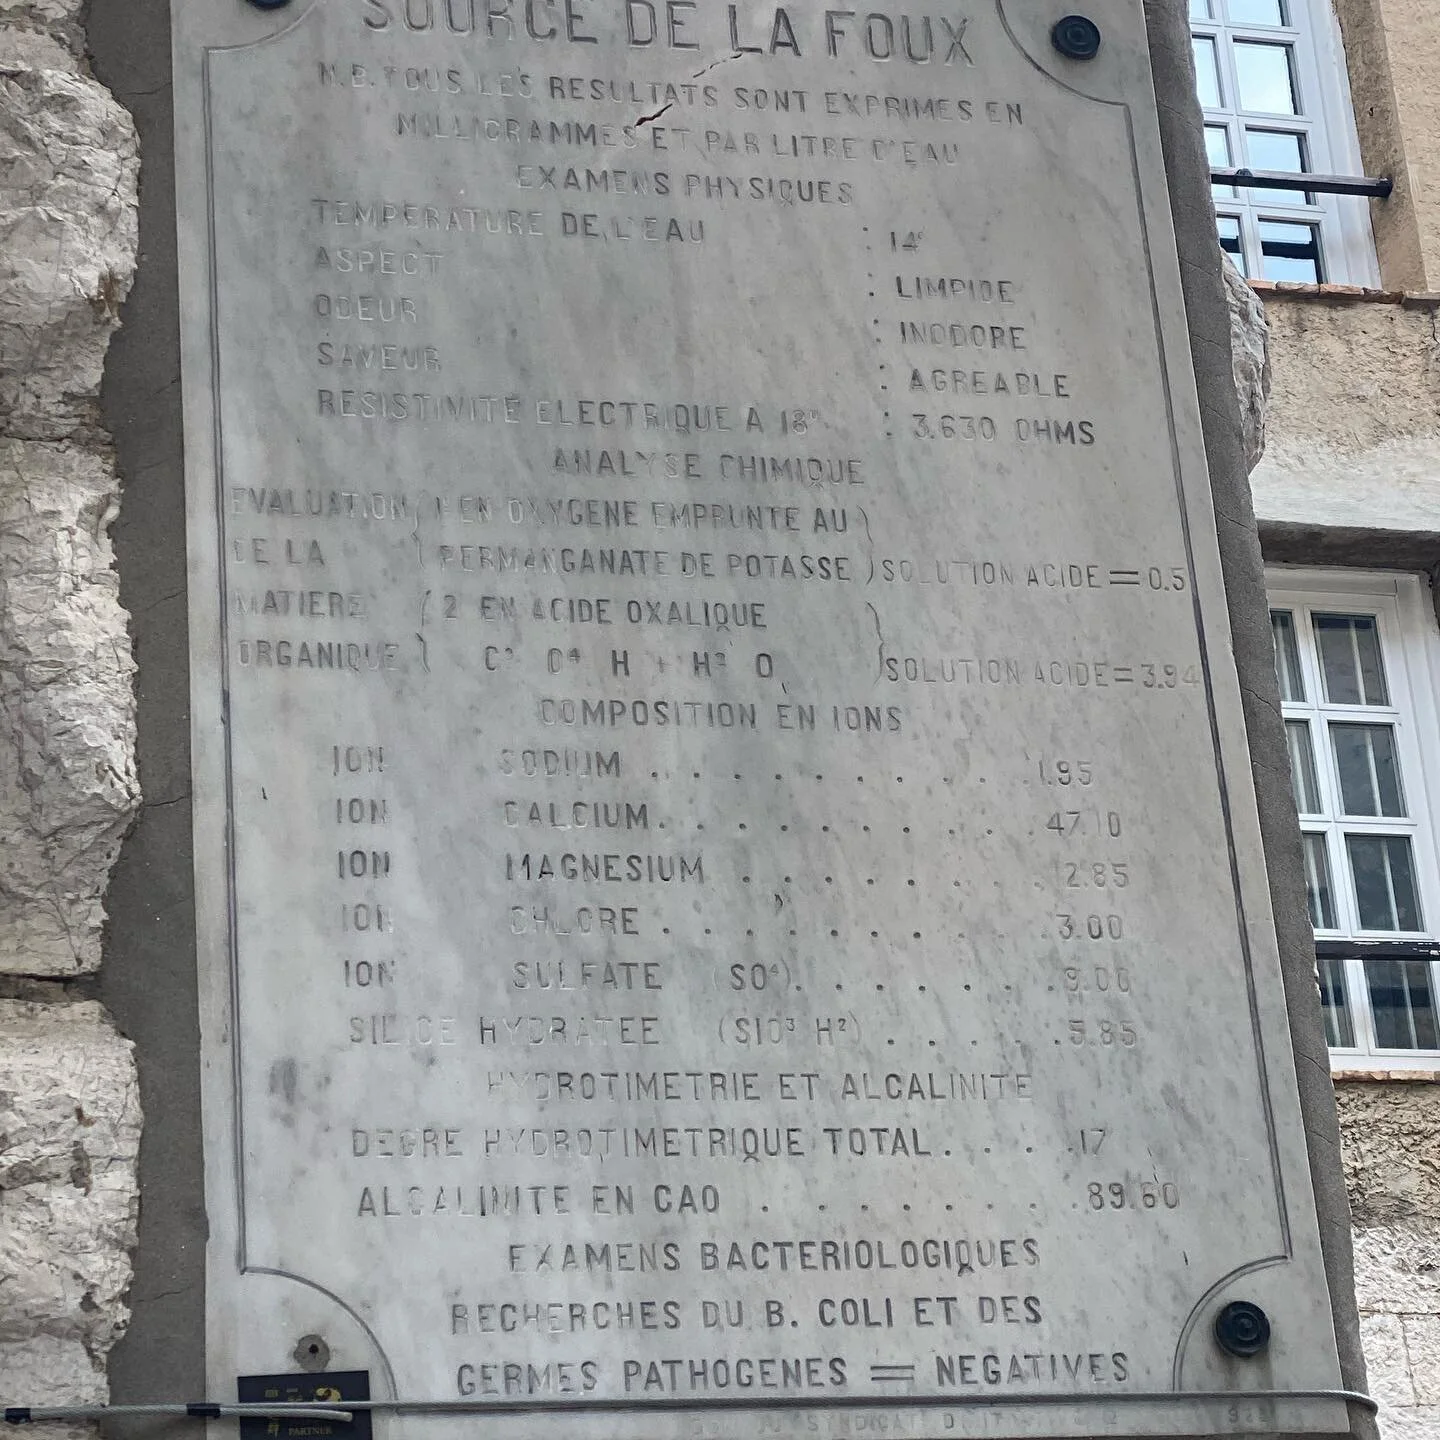 SOURCE DE LA FOUX
N.B. TOUS LES RESULTATS SONT EXPRIMES EN
MILLIGRAMMES ET PAR LITRE D'EAU
EXAMENS PHYSIQUES
TEMPERATURE DE L'EAU : 14°
ASPECT : LIMPIDE
ODEUR : INODORE
SAVEUR : AGREABLE
RESISTIVITE ELECTRIQUE A 18° : 3.630 OHMS
ANALYSE CHIMIQUE
EVALUATION ( 1 EN OXYGENE EMPRUNTE AU )
DE LA ( PERMANGANATE DE POTASSE ) SOLUTION ACIDE = 0.5
MATIERE ( 2 EN ACIDE OXALIQUE )
ORGANIQUE ) C² O⁴ H + H² O ) SOLUTION ACIDE = 3.94
COMPOSITION EN IONS
ION SODIUM . . . . . . . . . . 1.95
ION CALCIUM . . . . . . . . . . 47.10
ION MAGNESIUM . . . . . . . . 12.85
ION CHLORE . . . . . . . . . . 3.00
ION SULFATE (SO⁴) . . . . . . . 9.00
SILICE HYDRATEE (SIO³ H²) . . . . . 5.85
HYDROTIMETRIE ET ALCALINITE
DEGRE HYDROTIMETRIQUE TOTAL . . . . 17
ALCALINITE EN CAO . . . . . . . 89.60
EXAMENS BACTERIOLOGIQUES
RECHERCHES DU B. COLI ET DES
GERMES PATHOGENES = NEGATIVES
DU SYNDICAT
PARTNER